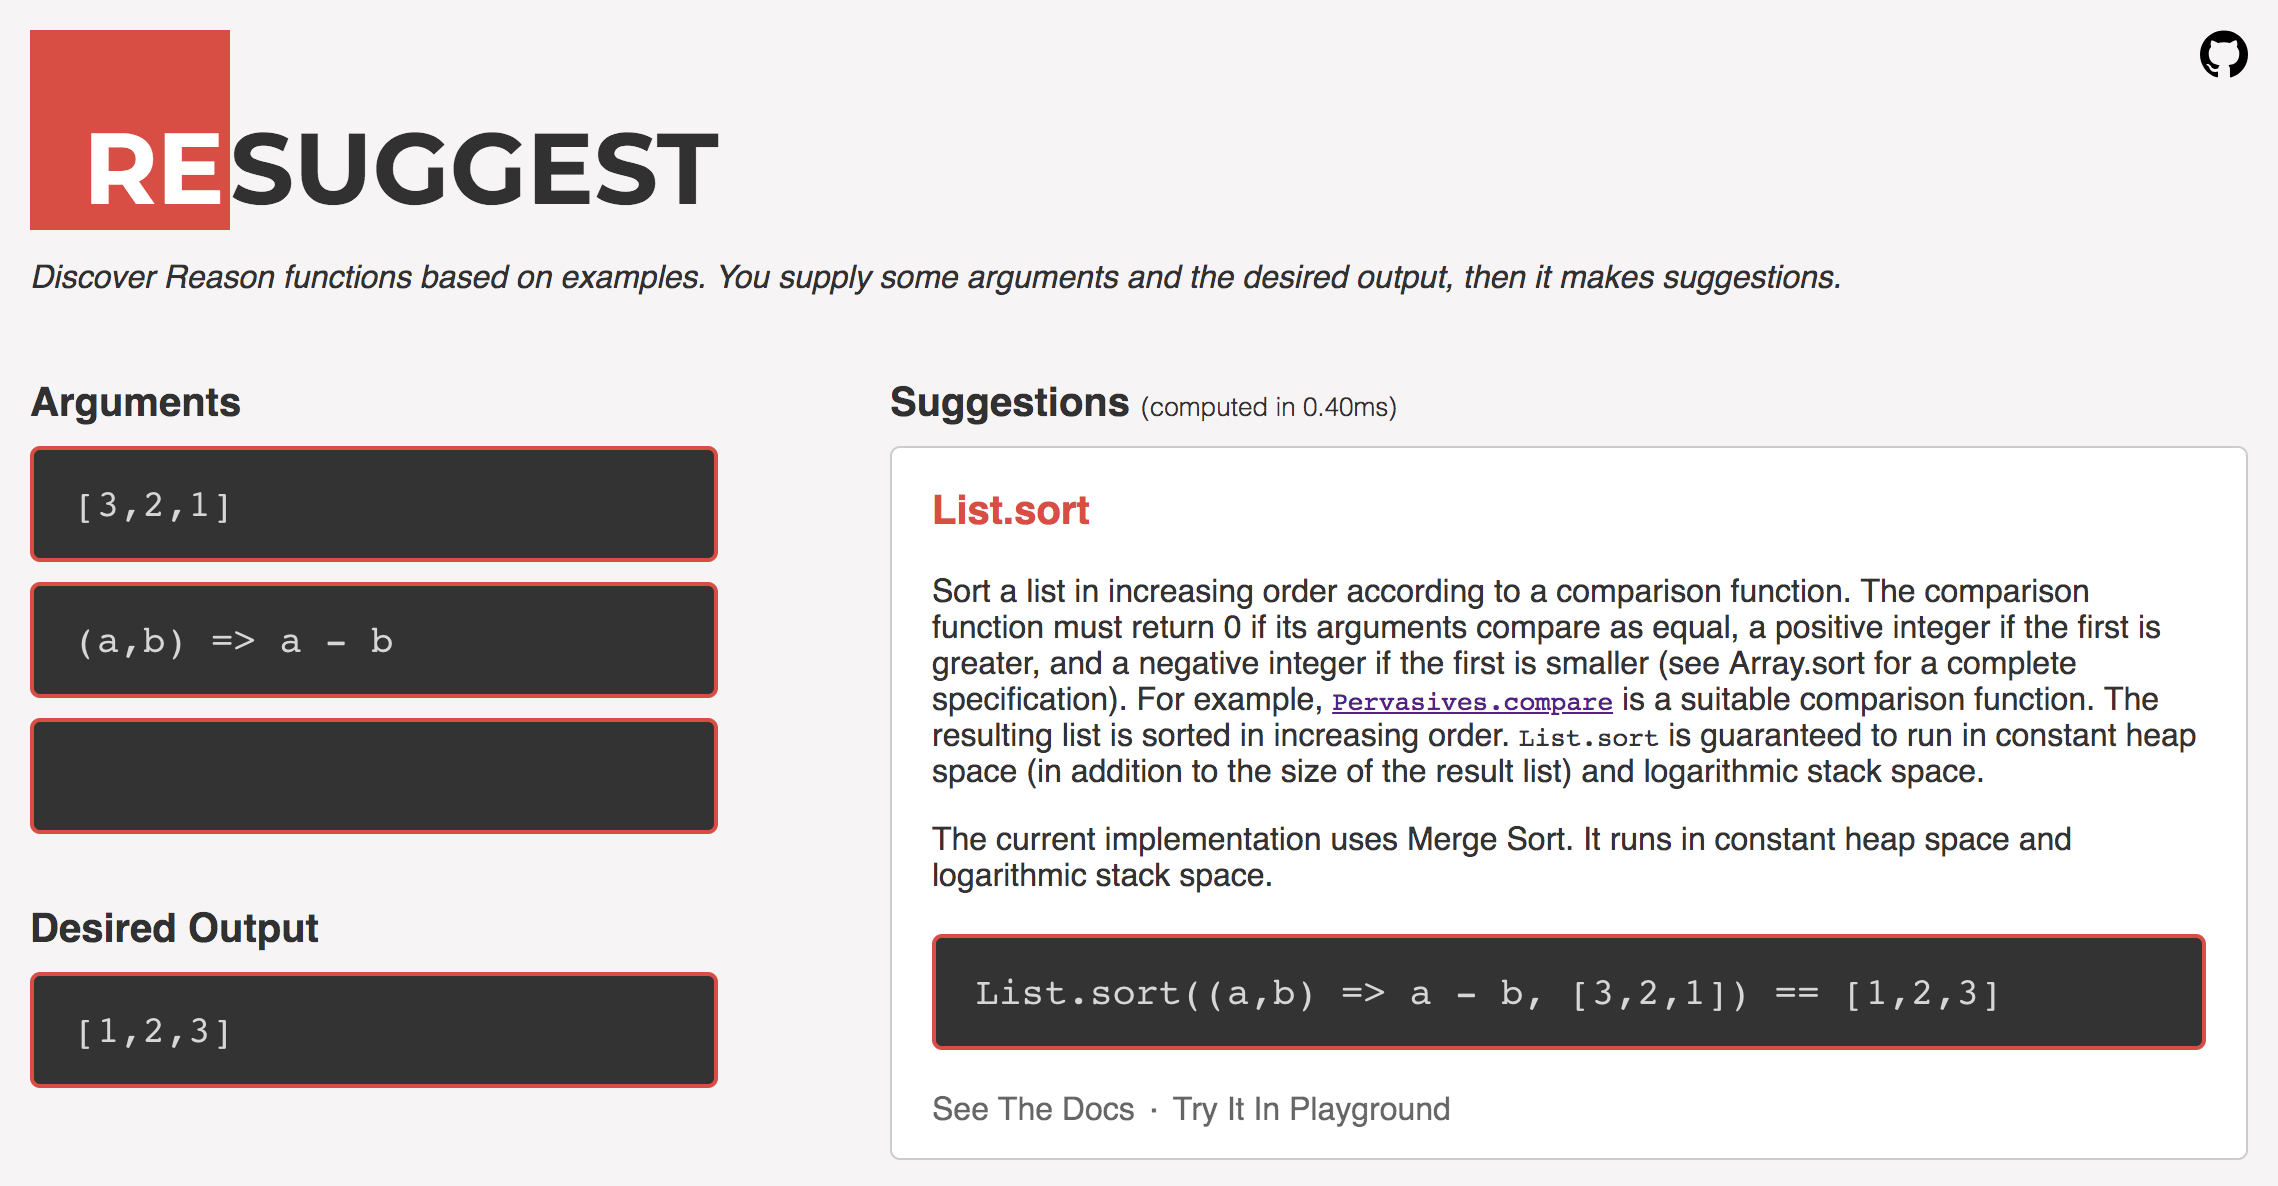 RESUGGEST
Discover Reason functions based on examples. You supply some arguments and the desired output, then it makes suggestions.
Arguments
[3,2,1]
(a,b) => a - b
Desired Output
[1,2,3]
Suggestions (computed in 0.40ms)
List.sort
Sort a list in increasing order according to a comparison function. The comparison
function must return 0 if its arguments compare as equal, a positive integer if the first is
greater, and a negative integer if the first is smaller (see Array.sort for a complete
specification). For example, Pervasives.compare is a suitable comparison function. The
resulting list is sorted in increasing order. List.sort is guaranteed to run in constant heap
space (in addition to the size of the result list) and logarithmic stack space.
The current implementation uses Merge Sort. It runs in constant heap space and
logarithmic stack space.
List.sort((a,b) => a - b, [3,2,1]) == [1,2,3]
See The Docs · Try It In Playground